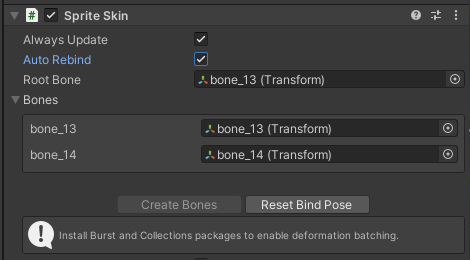 Sprite Skin
Always Update
Auto Rebind
Root Bone bone_13 (Transform)
Bones
bone_13 bone_13 (Transform)
bone_14 bone_14 (Transform)
Create Bones Reset Bind Pose
Install Burst and Collections packages to enable deformation batching.